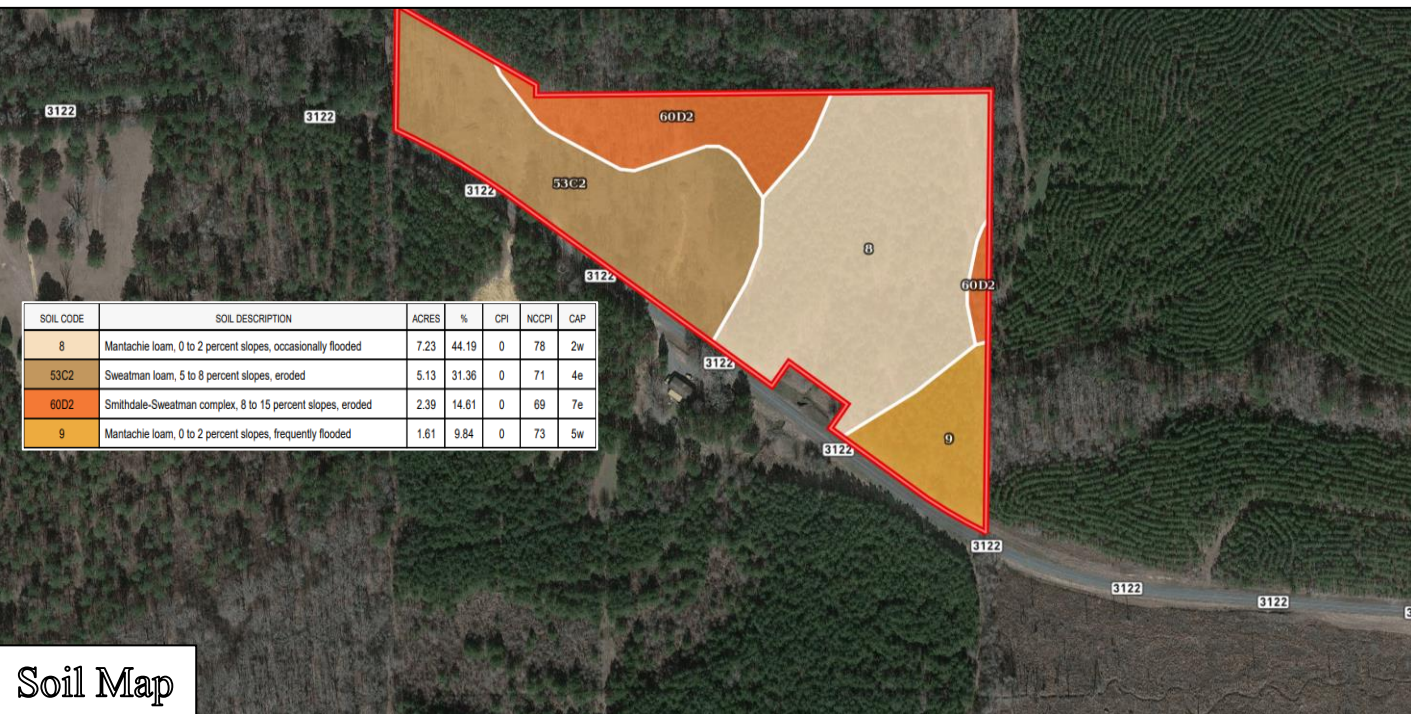 3122
3122
60D2
3122
53C2
8
3122
60D2
3122
9
3122
3122
3122
3122
3
SOIL CODE SOIL DESCRIPTION ACRES % CPI NCCPI CAP
8 Mantachie loam, 0 to 2 percent slopes, occasionally flooded 7.23 44.19 0 78 2w
53C2 Sweatman loam, 5 to 8 percent slopes, eroded 5.13 31.36 0 71 4e
60D2 Smithdale-Sweatman complex, 8 to 15 percent slopes, eroded 2.39 14.61 0 69 7e
9 Mantachie loam, 0 to 2 percent slopes, frequently flooded 1.61 9.84 0 73 5w
Soil Map